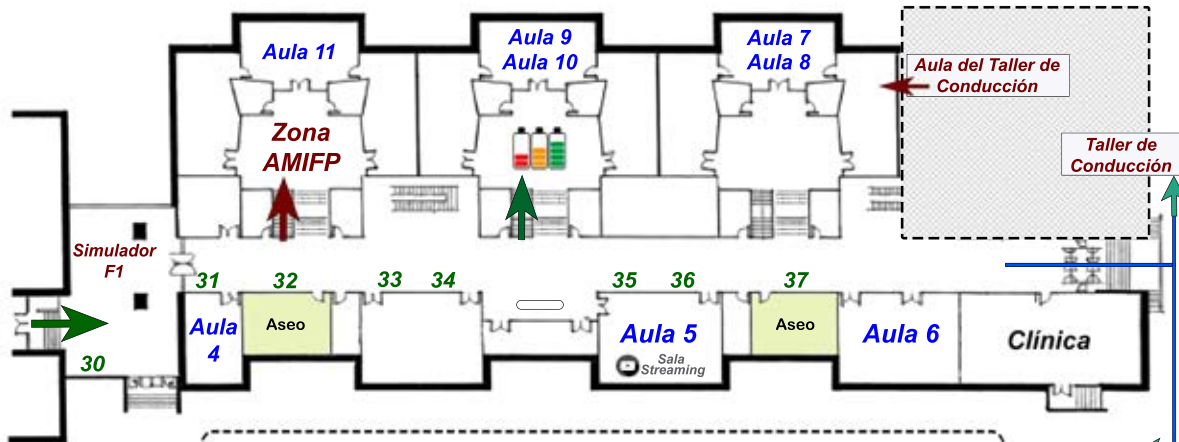 Aula 11
Aula 9
Aula 10
Aula 7
Aula 8
Aula del Taller de
Conducción
Zona
AMIFP
Taller de
Conducción
Simulador
F1
31
32
33
34
35
36
37
Aula
4
Aseo
Aula 5
Sala
Streaming
Aseo
Aula 6
Clínica
30